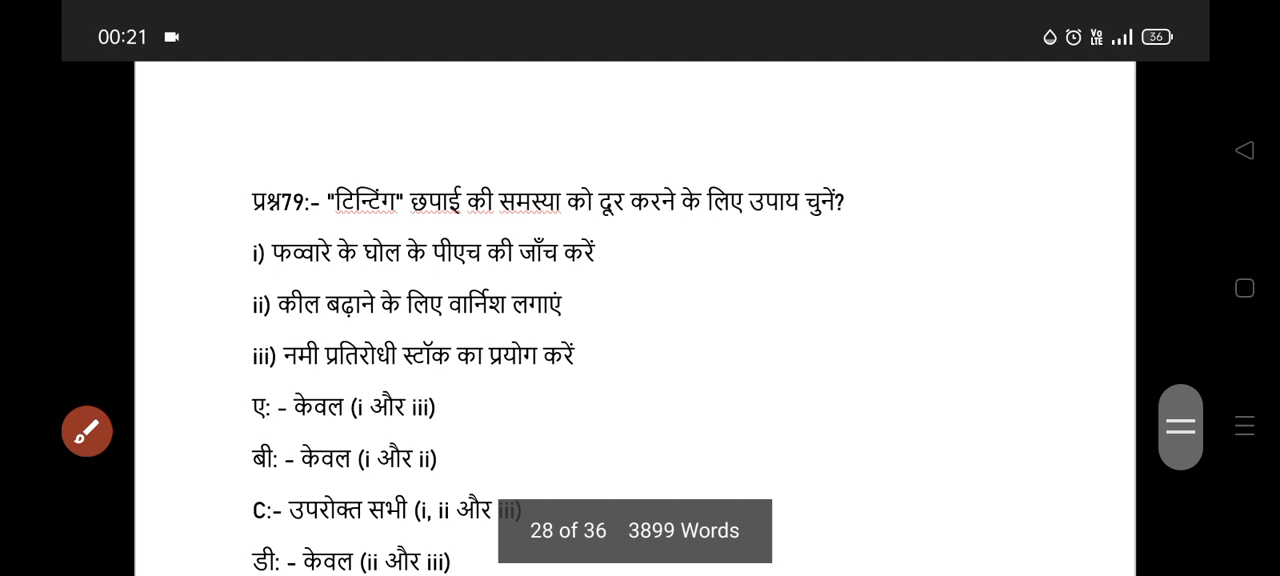 00:21
Vo LTE 36
प्रश्न79:- "टिन्टिंग" छपाई की समस्या को दूर करने के लिए उपाय चुनें?
i) फव्वारे के घोल के पीएच की जाँच करें
ii) कील बढ़ाने के लिए वार्निश लगाएं
iii) नमी प्रतिरोधी स्टॉक का प्रयोग करें
ए: - केवल (i और iii)
बी: - केवल (i और ii)
C:- उपरोक्त सभी (i, ii और iii)
28 of 36 3899 Words
डी: - केवल (ii और iii)